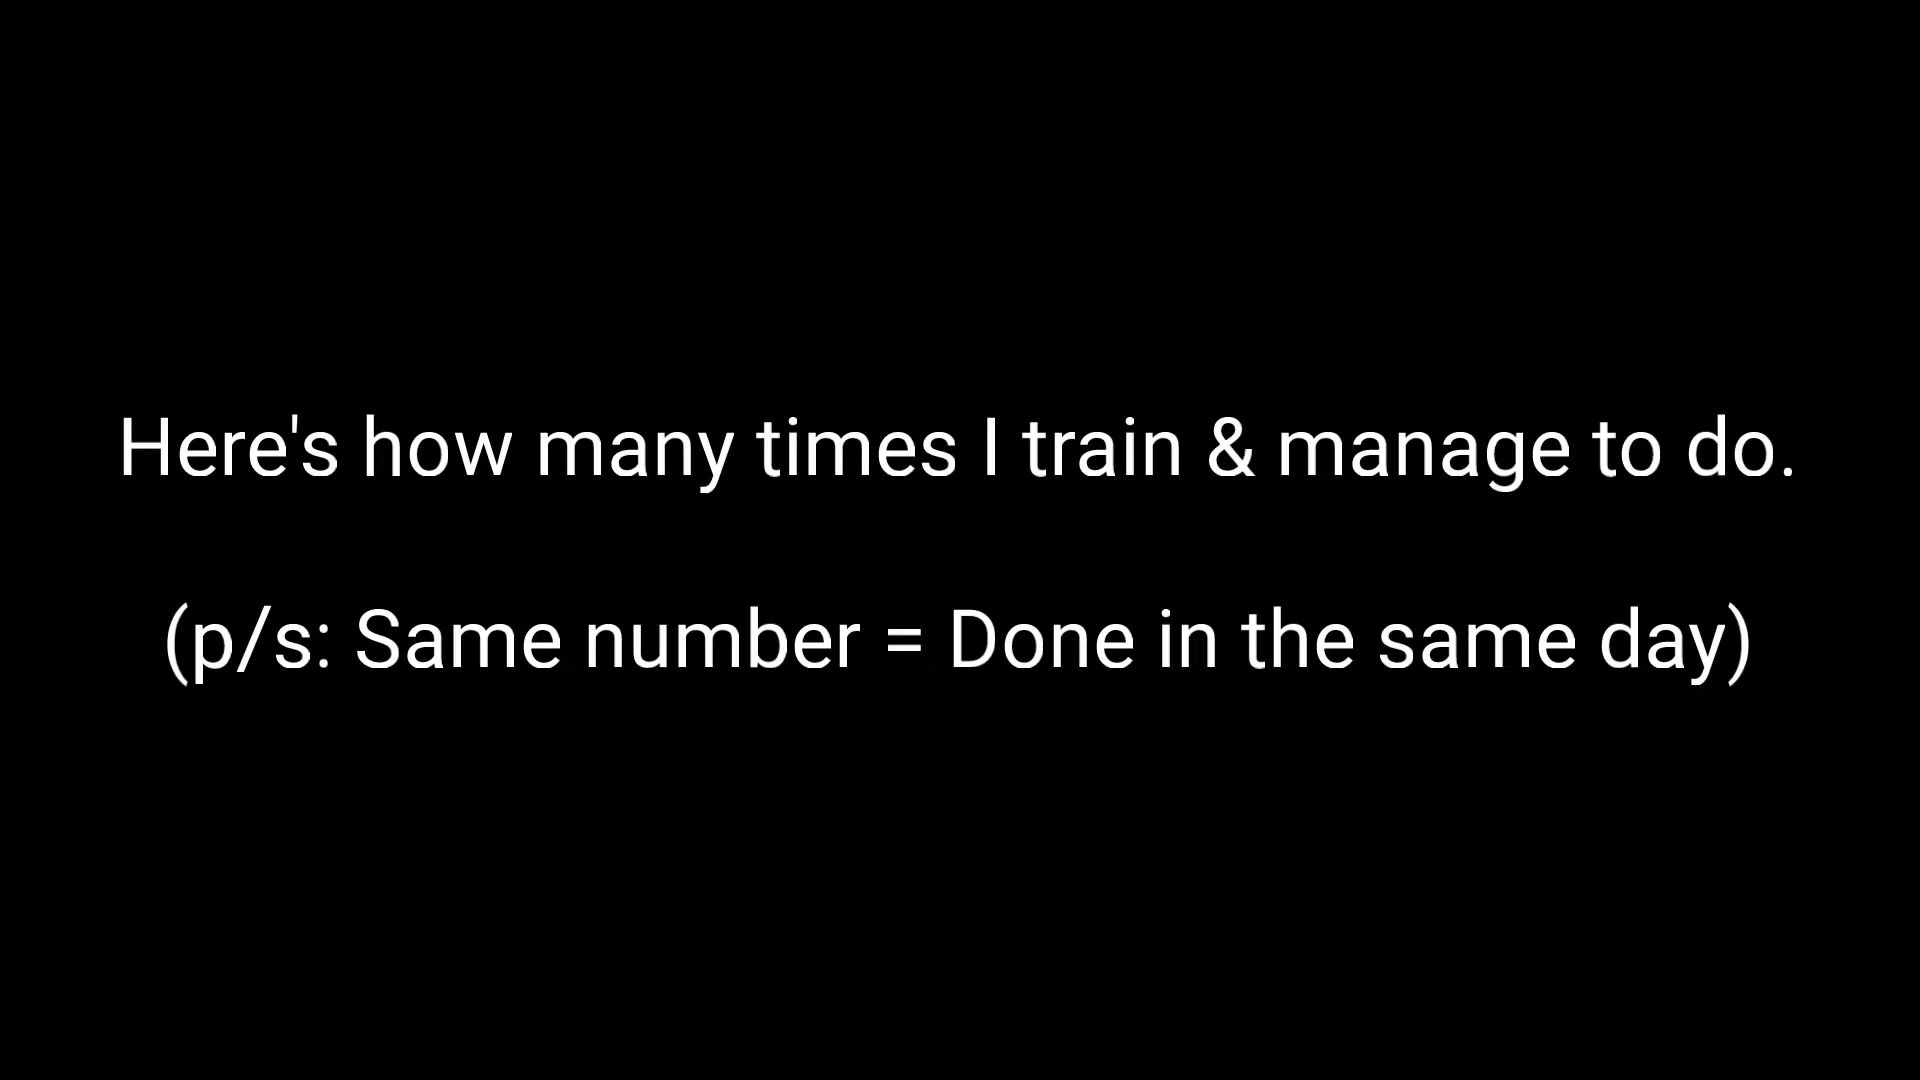 Here's how many times I train & manage to do.
(p/s: Same number = Done in the same day)